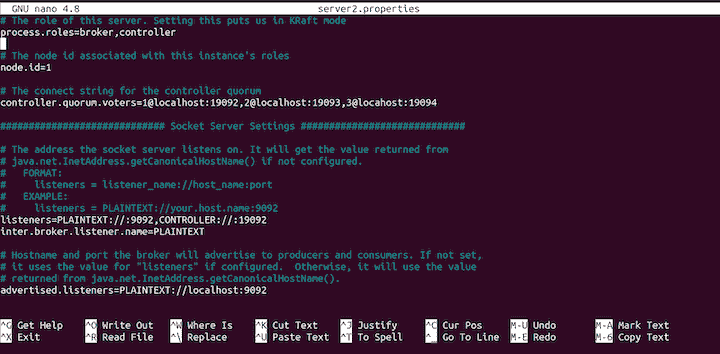 GNU nano 4.8 server2.properties
# The role of this server. Setting this puts us in KRaft mode
process.roles=broker,controller
# The node id associated with this instance's roles
node.id=1
# The connect string for the controller quorum
controller.quorum.voters=1@localhost:19092,2@localhost:19093,3@locahost:19094
############################# Socket Server Settings #############################
# The address the socket server listens on. It will get the value returned from
# java.net.InetAddress.getCanonicalHostName() if not configured.
#   FORMAT:
#     listeners = listener_name://host_name:port
#   EXAMPLE:
#     listeners = PLAINTEXT://your.host.name:9092
listeners=PLAINTEXT://:9092,CONTROLLER://:19092
inter.broker.listener.name=PLAINTEXT
# Hostname and port the broker will advertise to producers and consumers. If not set,
# it uses the value for "listeners" if configured.  Otherwise, it will use the value
# returned from java.net.InetAddress.getCanonicalHostName().
advertised.listeners=PLAINTEXT://localhost:9092
^G Get Help ^O Write Out ^W Where Is ^K Cut Text ^J Justify ^C Cur Pos M-U Undo M-A Mark Text
^X Exit ^R Read File ^\ Replace ^U Paste Text ^T To Spell ^_ Go To Line M-E Redo M-6 Copy Text